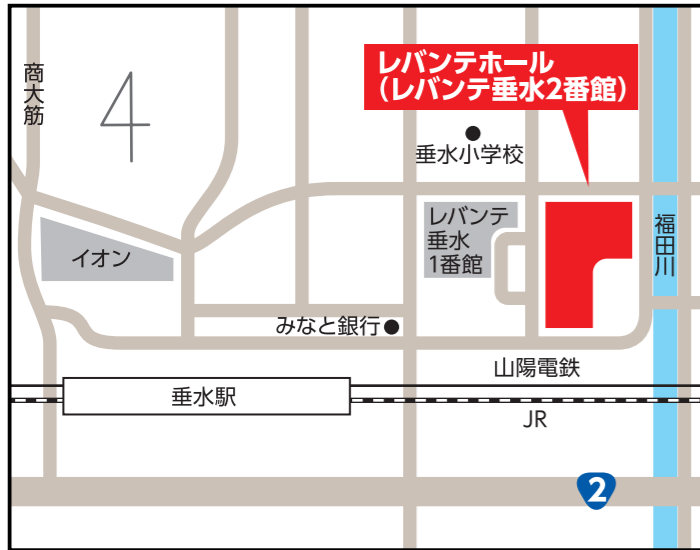 商大筋
4
レバンテホール
（レバンテ垂水2番館）
垂水小学校
レバンテ
垂水
1番館
福田川
イオン
みなと銀行
山陽電鉄
垂水駅
JR
2